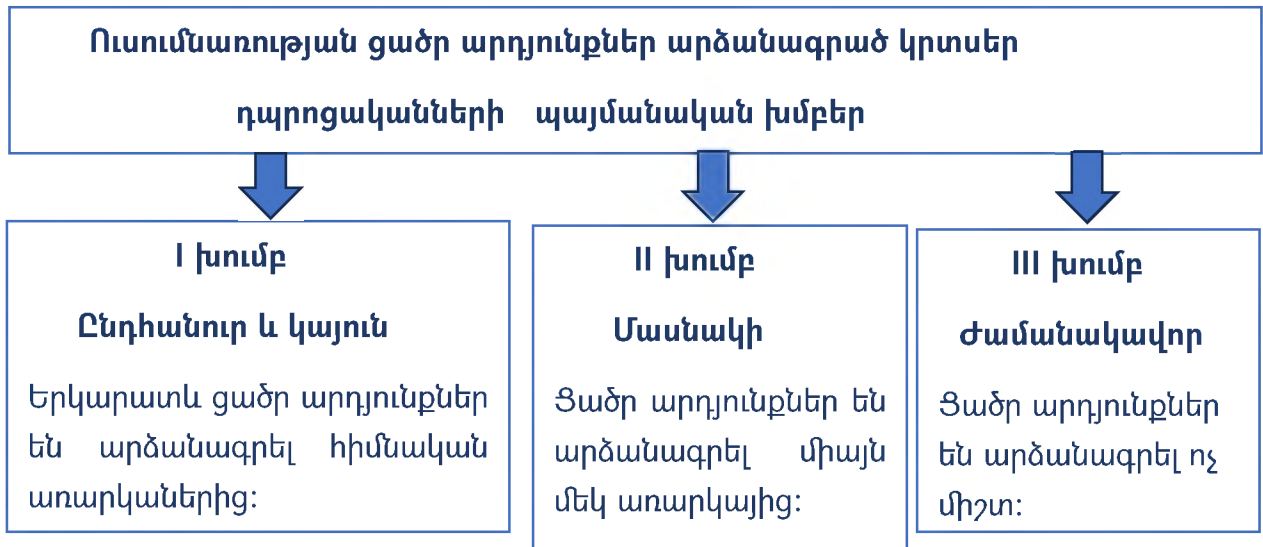 Ուսումնառության ցածր արդյունքներ արձանագրած կրտսեր
դպրոցականների պայմանական խմբեր
I խումբ
Ընդհանուր և կայուն
Երկարատև ցածր արդյունքներ
են արձանագրել հիմնական
առարկաներից:
II խումբ
Մասնակի
Ցածր արդյունքներ են
արձանագրել միայն
մեկ առարկայից:
III խումբ
Ժամանակավոր
Ցածր արդյունքներ
են արձանագրել ոչ
միշտ: